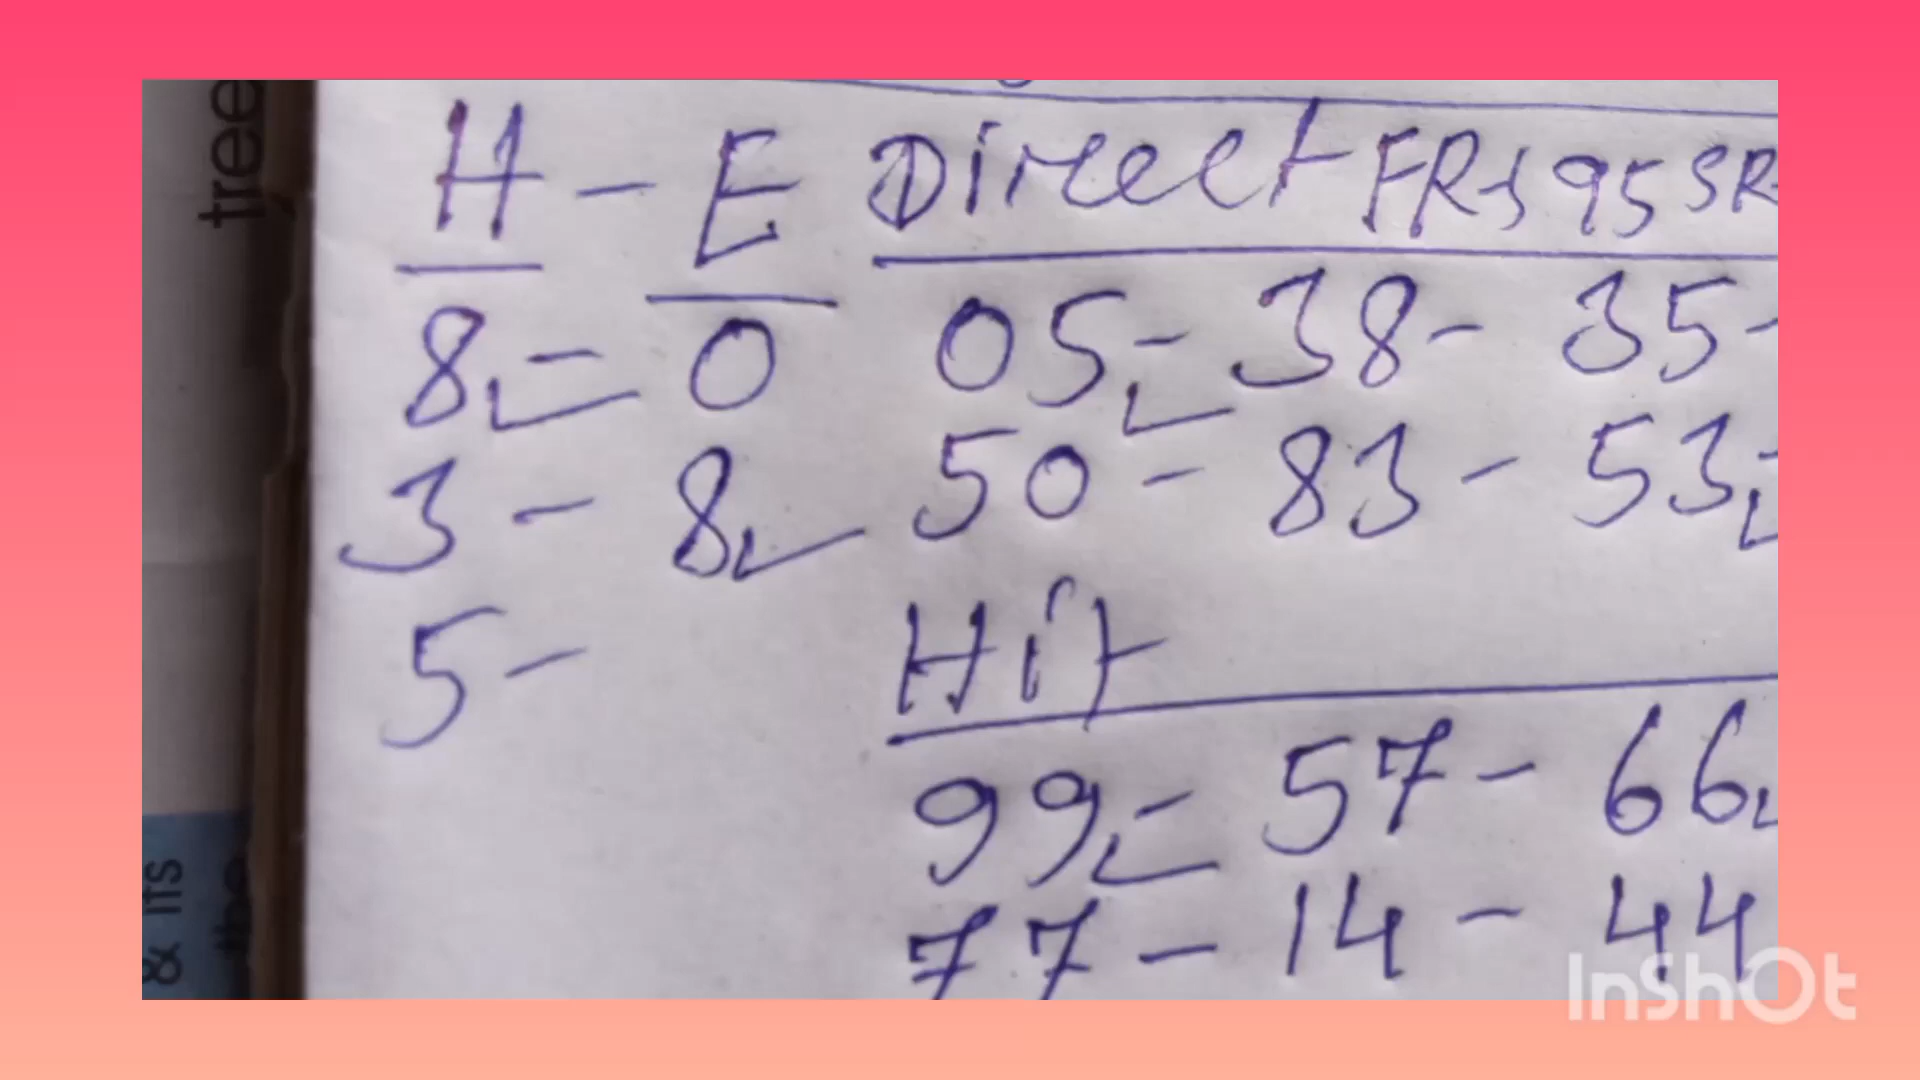 tree
& its
the
H - E Direct FR-{95 SR-
8 - 0 05 - 38 - 35 -
3 - 8 50 - 83 - 53 -
5 -
Hit
99 - 57 - 66
77 - 14 - 44
InShOt